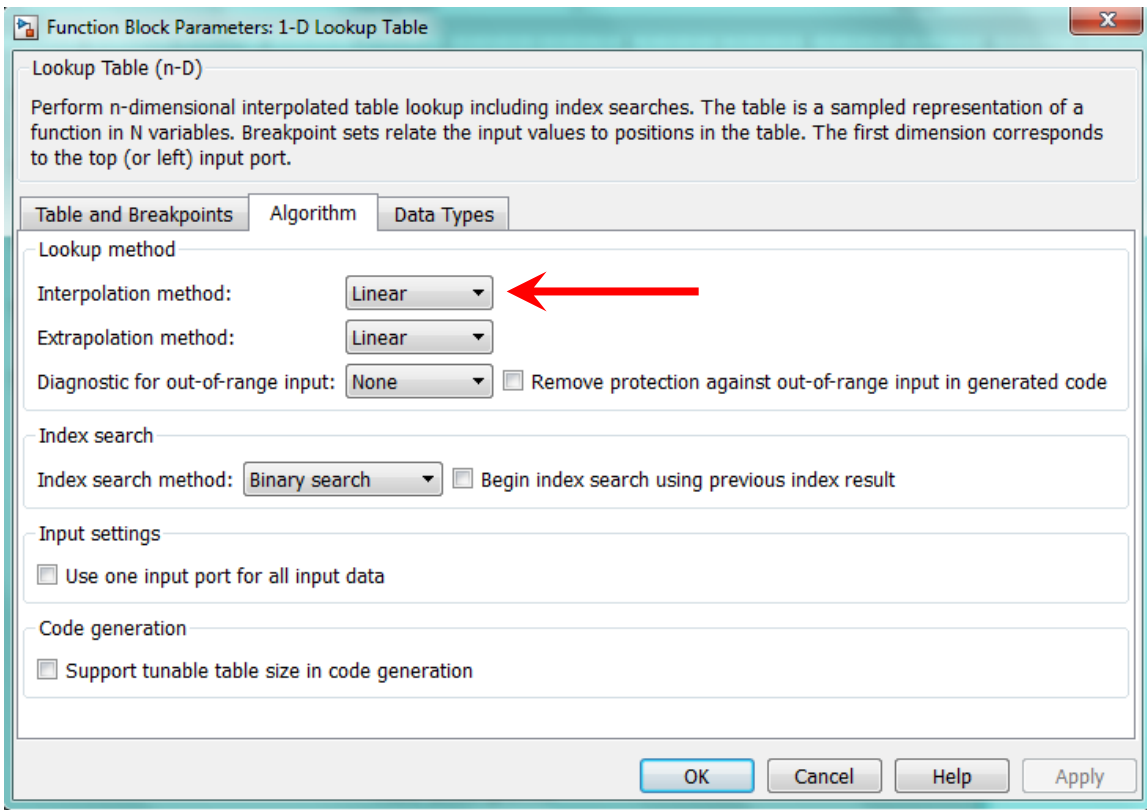 Function Block Parameters: 1-D Lookup Table
Lookup Table (n-D)
Perform n-dimensional interpolated table lookup including index searches. The table is a sampled representation of a
function in N variables. Breakpoint sets relate the input values to positions in the table. The first dimension corresponds
to the top (or left) input port.
Table and Breakpoints Algorithm Data Types
Lookup method
Interpolation method: Linear
Extrapolation method: Linear
Diagnostic for out-of-range input: None Remove protection against out-of-range input in generated code
Index search
Index search method: Binary search Begin index search using previous index result
Input settings
Use one input port for all input data
Code generation
Support tunable table size in code generation
OK Cancel Help Apply